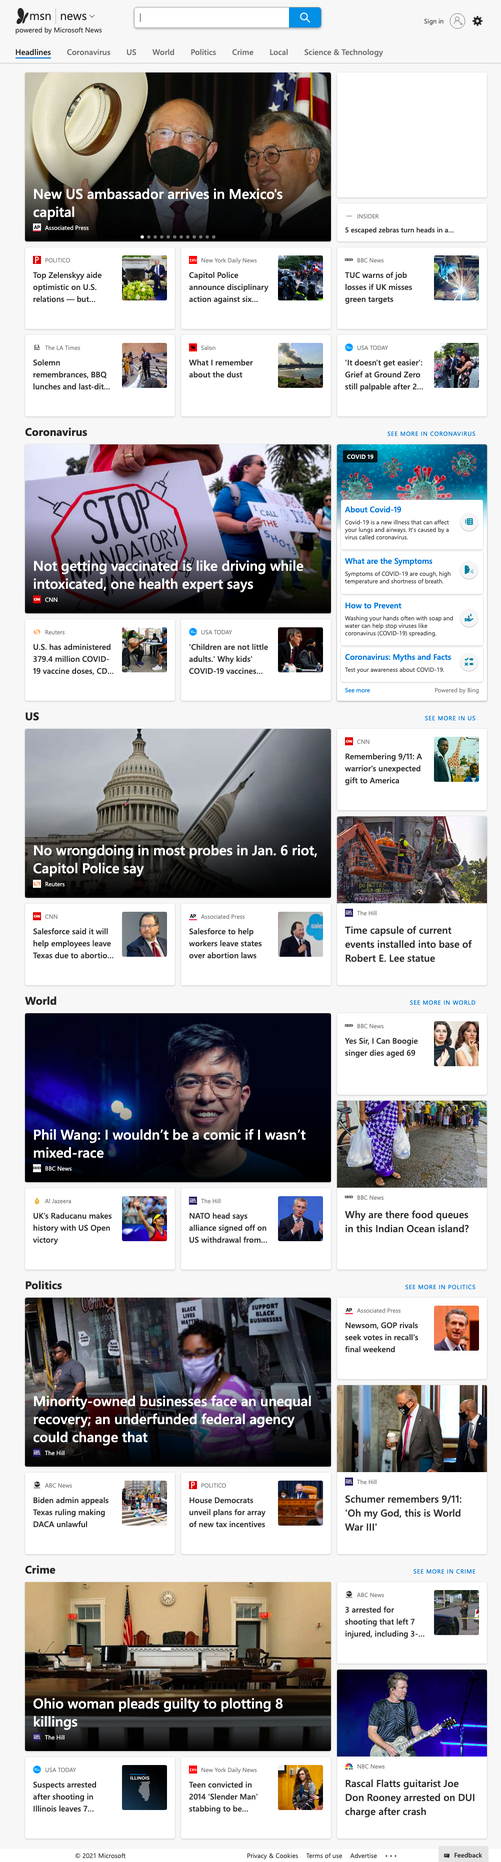 msn | news
powered by Microsoft News
Sign in
Headlines Coronavirus US World Politics Crime Local Science & Technology
New US ambassador arrives in Mexico's
capital
AP Associated Press
INSIDER
5 escaped zebras turn heads in a...
POLITICO
Top Zelenskyy aide
optimistic on U.S.
relations — but...
New York Daily News
Capitol Police
announce disciplinary
action against six...
BBC News
TUC warns of job
losses if UK misses
green targets
The LA Times
Solemn
remembrances, BBQ
lunches and last-dit...
Salon
What I remember
about the dust
USA TODAY
'It doesn't get easier':
Grief at Ground Zero
still palpable after 2...
Coronavirus
SEE MORE IN CORONAVIRUS
STOP
MANDATORY
I CALL
THE
SHOTS
Not getting vaccinated is like driving while
intoxicated, one health expert says
CNN
COVID 19
About Covid-19
Covid-19 is a new illness that can affect
your lungs and airways. It's caused by a
virus called coronavirus.
What are the Symptoms
Symptoms of COVID-19 are cough, high
temperature and shortness of breath.
How to Prevent
Washing your hands often with soap and
water can help stop viruses like
coronavirus (COVID-19) spreading.
Coronavirus: Myths and Facts
Test your awareness about COVID-19.
See more
Powered by Bing
Reuters
U.S. has administered
379.4 million COVID-
19 vaccine doses, CD...
USA TODAY
'Children are not little
adults.' Why kids'
COVID-19 vaccines...
US
SEE MORE IN US
No wrongdoing in most probes in Jan. 6 riot,
Capitol Police say
Reuters
CNN
Remembering 9/11: A
warrior's unexpected
gift to America
The Hill
Time capsule of current
events installed into base of
Robert E. Lee statue
CNN
Salesforce said it will
help employees leave
Texas due to abortio...
AP Associated Press
Salesforce to help
workers leave states
over abortion laws
World
SEE MORE IN WORLD
Phil Wang: I wouldn't be a comic if I wasn't
mixed-race
BBC News
BBC News
Yes Sir, I Can Boogie
singer dies aged 69
BBC News
Why are there food queues
in this Indian Ocean island?
Al Jazeera
UK's Raducanu makes
history with US Open
victory
The Hill
NATO head says
alliance signed off on
US withdrawal from...
Politics
SEE MORE IN POLITICS
BLACK
LIVES
MATTER
SUPPORT
BLACK
BUSINESSES
Minority-owned businesses face an unequal
recovery; an underfunded federal agency
could change that
The Hill
AP Associated Press
Newsom, GOP rivals
seek votes in recall's
final weekend
The Hill
Schumer remembers 9/11:
'Oh my God, this is World
War III'
ABC News
Biden admin appeals
Texas ruling making
DACA unlawful
POLITICO
House Democrats
unveil plans for array
of new tax incentives
Crime
SEE MORE IN CRIME
Ohio woman pleads guilty to plotting 8
killings
The Hill
ABC News
3 arrested for
shooting that left 7
injured, including 3-...
NBC News
Rascal Flatts guitarist Joe
Don Rooney arrested on DUI
charge after crash
USA TODAY
Suspects arrested
after shooting in
Illinois leaves 7...
ILLINOIS
New York Daily News
Teen convicted in
2014 'Slender Man'
stabbing to be...
© 2021 Microsoft
Privacy & Cookies Terms of use Advertise ...
Feedback